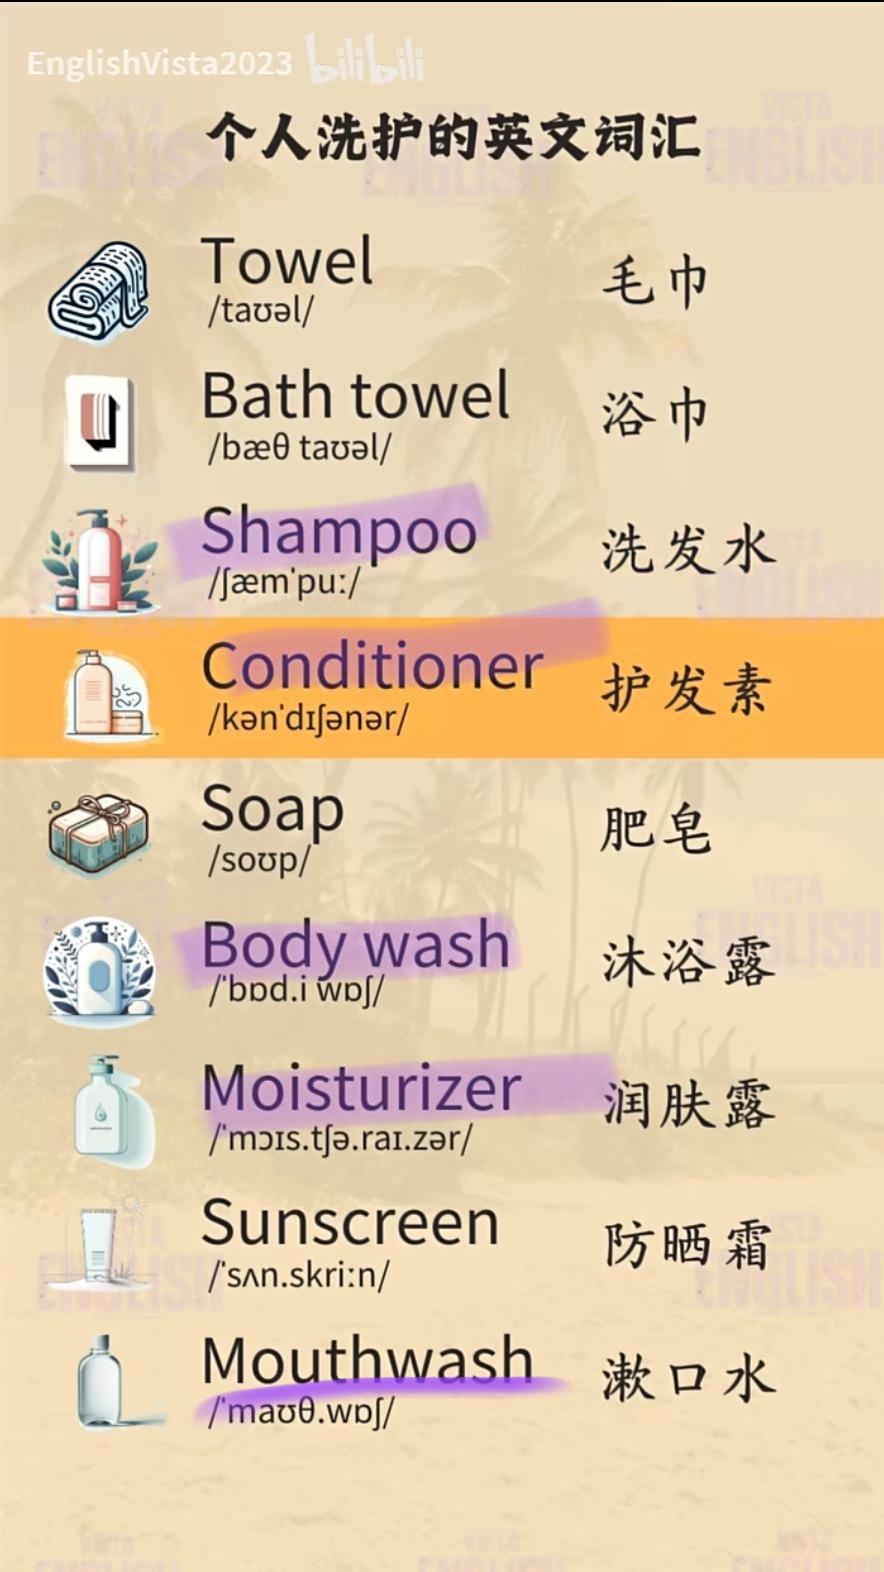 EnglishVista2023 bilibili
个人洗护的英文词汇
Towel 毛巾
/taʊəl/
Bath towel 浴巾
/bæθ taʊəl/
Shampoo 洗发水
/ʃæmˈpuː/
Conditioner 护发素
/kənˈdɪʃənər/
Soap 肥皂
/soʊp/
Body wash 沐浴露
/ˈbɒd.i wɒʃ/
Moisturizer 润肤露
/ˈmɔɪs.tʃə.raɪ.zər/
Sunscreen 防晒霜
/ˈsʌn.skriːn/
Mouthwash 漱口水
/ˈmaʊθ.wɒʃ/
VISTA
ENGLISH